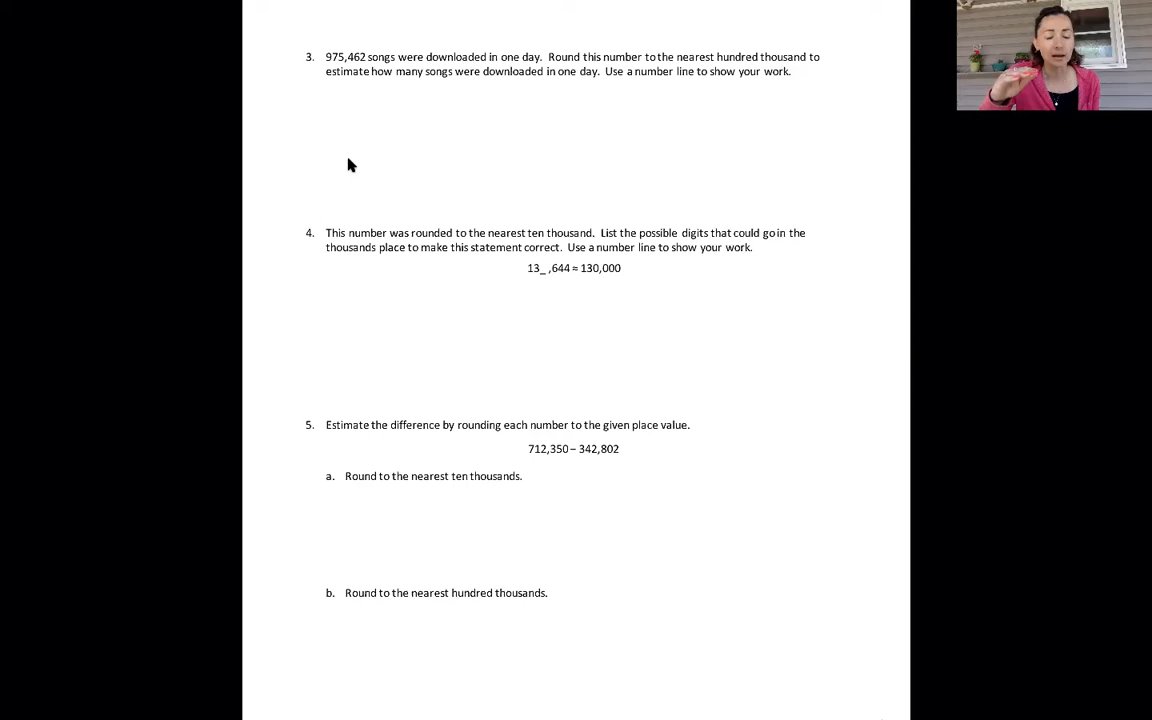 3. 975,462 songs were downloaded in one day. Round this number to the nearest hundred thousand to
estimate how many songs were downloaded in one day. Use a number line to show your work.
4. This number was rounded to the nearest ten thousand. List the possible digits that could go in the
thousands place to make this statement correct. Use a number line to show your work.
13_ ,644 ≈ 130,000
5. Estimate the difference by rounding each number to the given place value.
712,350 – 342,802
a. Round to the nearest ten thousands.
b. Round to the nearest hundred thousands.